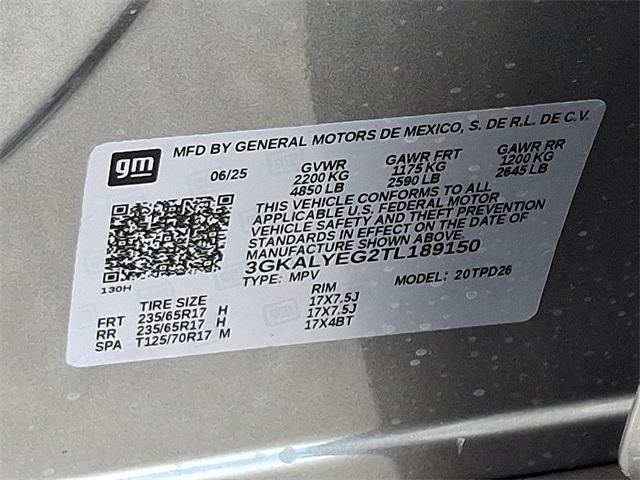 gm
MFD BY GENERAL MOTORS DE MEXICO, S. DE R.L. DE C.V.
06/25 GVWR GAWR FRT GAWR RR
2200 KG 1175 KG 1200 KG
4850 LB 2590 LB 2645 LB
THIS VEHICLE CONFORMS TO ALL
APPLICABLE U.S. FEDERAL MOTOR
VEHICLE SAFETY AND THEFT PREVENTION
STANDARDS IN EFFECT ON THE DATE OF
MANUFACTURE SHOWN ABOVE.
3GKALYEG2TL189150
130H
TYPE: MPV MODEL: 20TPD26
TIRE SIZE RIM
FRT 235/65R17 H 17X7.5J
RR 235/65R17 H 17X7.5J
SPA T125/70R17 M 17X4BT